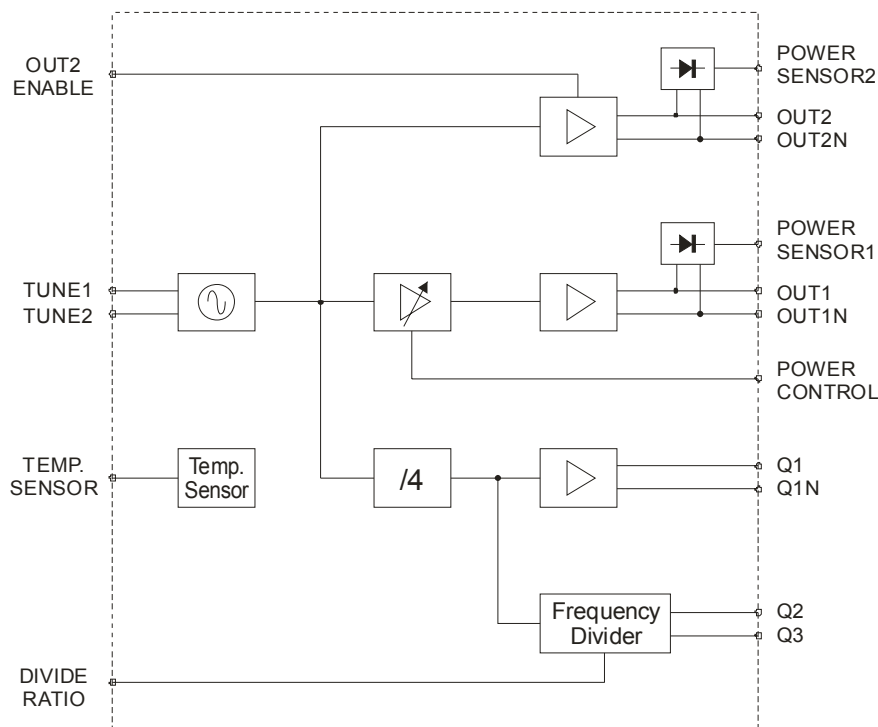 OUT2
ENABLE
POWER
SENSOR2
OUT2
OUT2N
POWER
SENSOR1
TUNE1
TUNE2
OUT1
OUT1N
POWER
CONTROL
TEMP.
SENSOR
Temp.
Sensor
/4
Q1
Q1N
Frequency
Divider
Q2
Q3
DIVIDE
RATIO